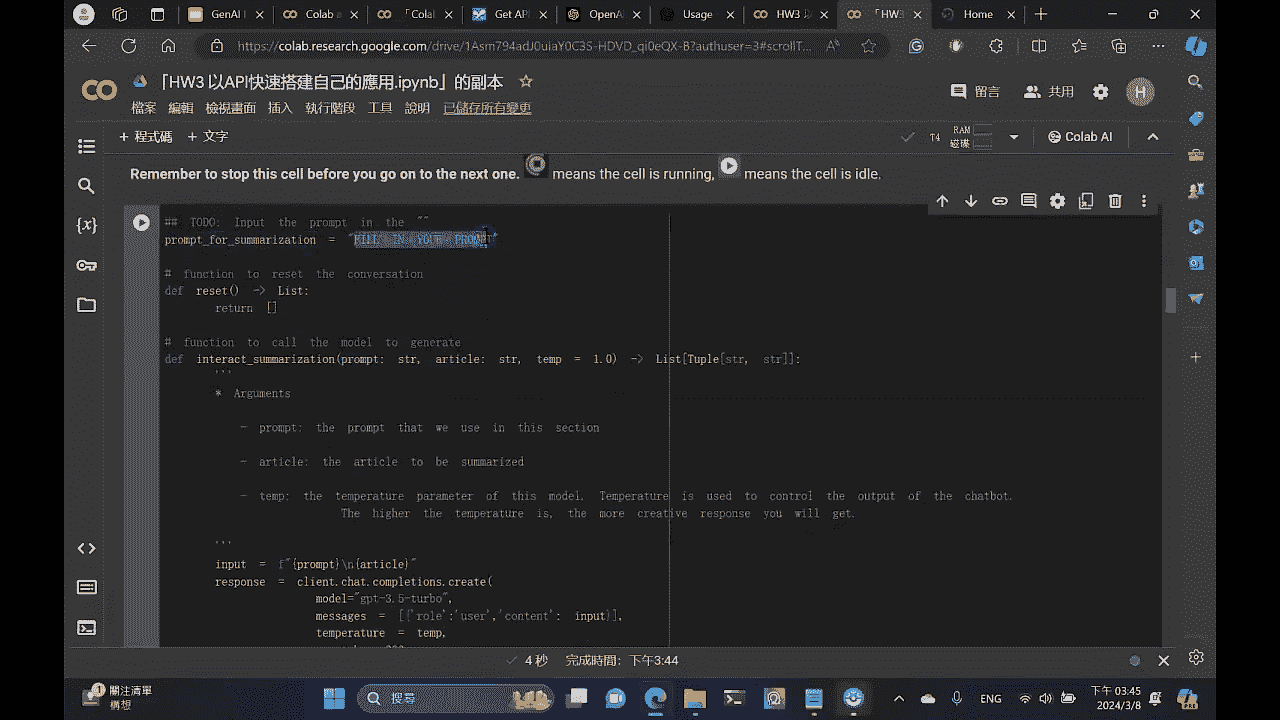 GenAI
Colab a
「Colal
Get API
OpenA
Usage
HW3
「HW3
Home
https://colab.research.google.com/drive/1Asm794adJ0uiaY0C3S-HDVD_qi0eQX-B?authuser=3#scrollT...
CO 「HW3 以API快速搭建自己的應用.ipynb」的副本
檔案 編輯 檢視畫面 插入 執行階段 工具 說明 已儲存所有變更
留言 共用 H
+ 程式碼 + 文字
T4 RAM 磁碟 Colab AI
Remember to stop this cell before you go on to the next one. means the cell is running, means the cell is idle.
## TODO: Input the prompt in the ""
prompt_for_summarization = "FILL IN YOUR PROMPT"
# function to reset the conversation
def reset() -> List:
return []
# function to call the model to generate
def interact_summarization(prompt: str, article: str, temp = 1.0) -> List[Tuple[str, str]]:
'''
* Arguments
- prompt: the prompt that we use in this section
- article: the article to be summarized
- temp: the temperature parameter of this model. Temperature is used to control the output of the chatbot.
The higher the temperature is, the more creative response you will get.
'''
input = f"{prompt}\n{article}"
response = client.chat.completions.create(
model="gpt-3.5-turbo",
messages = [{'role':'user','content': input}],
temperature = temp,
4 秒 完成時間: 下午3:44
1 關注清單
構想
搜尋
ENG
下午 03:45
2024/3/8